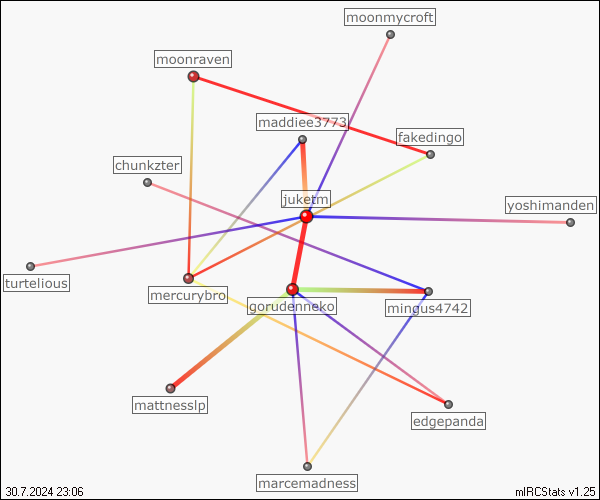 moonmycroft
moonraven
maddiee3773
fakedingo
chunkzter
juketm
yoshimanden
turtelious
mercurybro
gorudenneko
mingus4742
mattnesslp
edgepanda
marcemadness
30.7.2024 23:06
mIRCStats v1.25